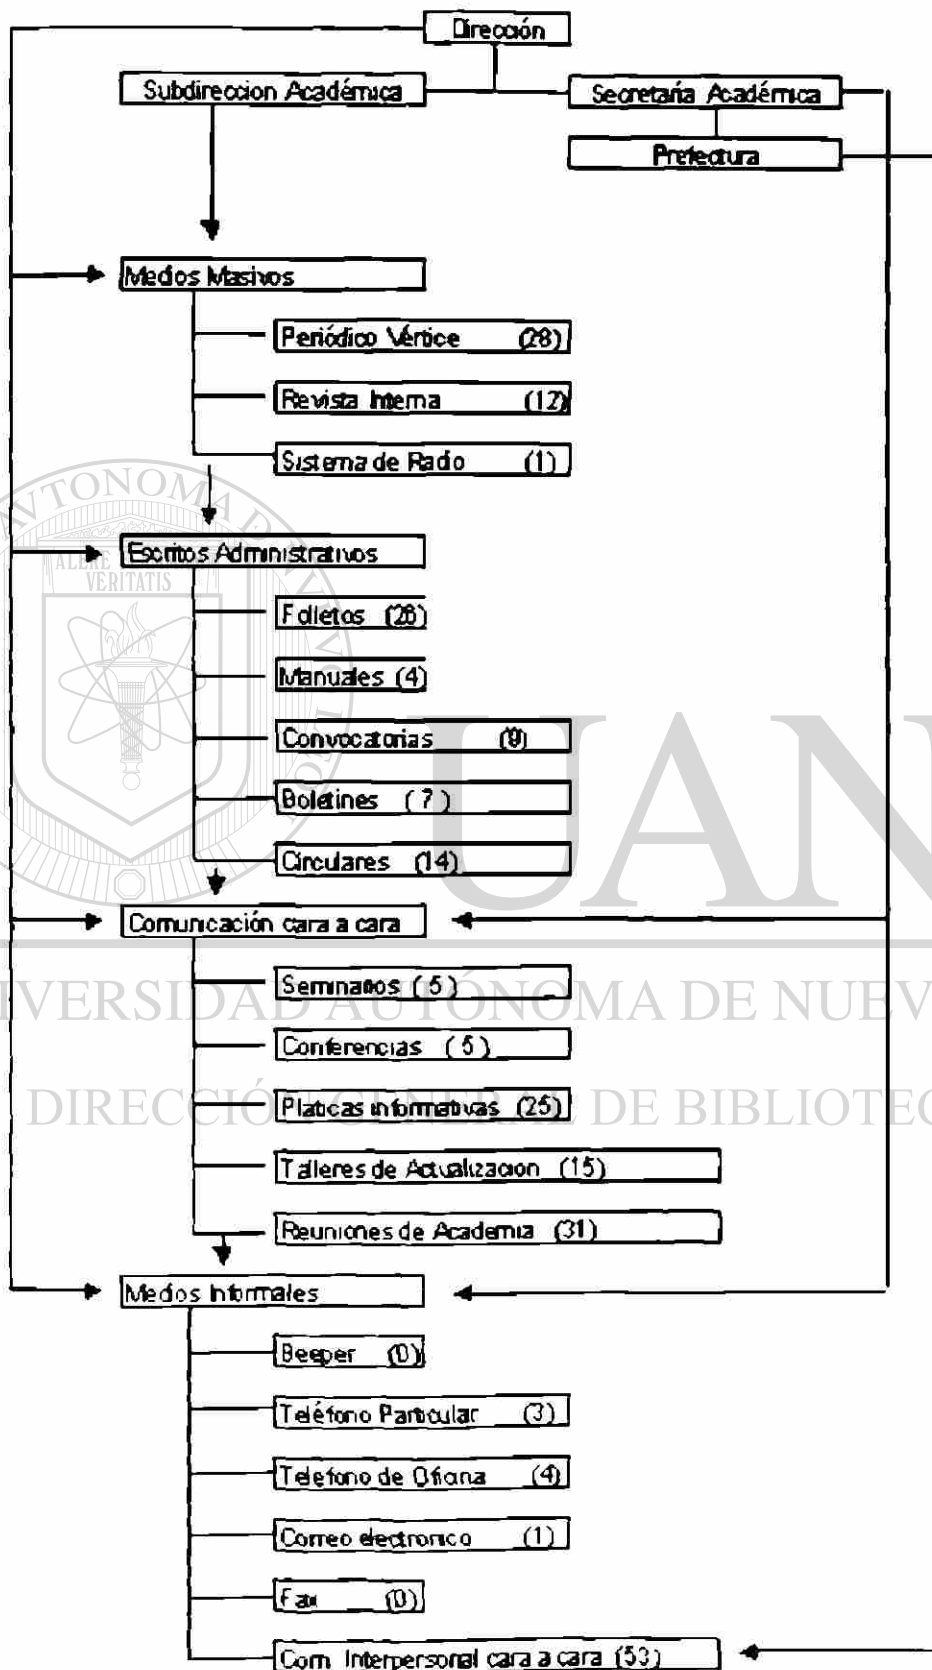 Dirección
Subdireccion Académica
Secretaría Académica
Prefectura
Medios Masivos
Periódico Vértice (28)
Revista Interna (12)
Sistema de Radio (1)
Escritos Administrativos
Folletos (26)
Manuales (4)
Convocatorias (9)
Boletines (7)
Circulares (14)
Comunicación cara a cara
Seminarios (5)
Conferencias (5)
Platicas informativas (25)
Talleres de Actualizacion (15)
Reuniones de Academia (31)
Medios Informales
Beeper (0)
Teléfono Particular (3)
Teléfono de Oficina (4)
Correo electronico (1)
Fax (0)
Com Interpersonal cara a cara (53)
ALERE
VERITATIS
UAN
IVERSIDAD AUTÓNOMA DE NUEV
DIRECCIÓN GENERAL DE BIBLIOTEC